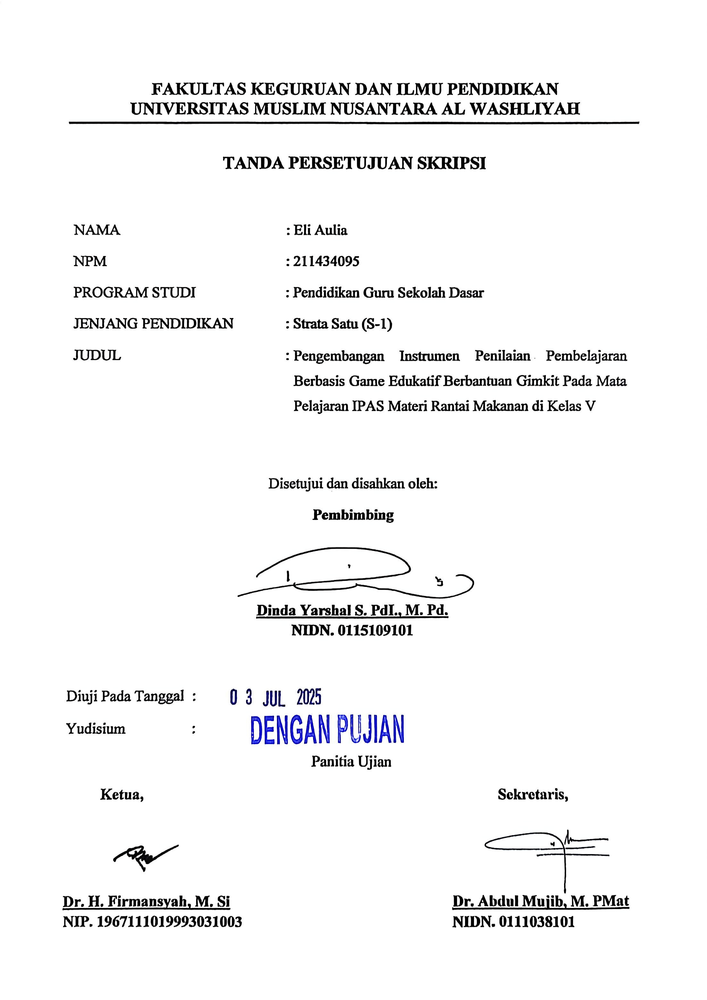 FAKULTAS KEGURUAN DAN ILMU PENDIDIKAN
UNIVERSITAS MUSLIM NUSANTARA AL WASHLIYAH
TANDA PERSETUJUAN SKRIPSI
NAMA : Eli Aulia
NPM : 211434095
PROGRAM STUDI : Pendidikan Guru Sekolah Dasar
JENJANG PENDIDIKAN : Strata Satu (S-1)
JUDUL : Pengembangan Instrumen Penilaian Pembelajaran
Berbasis Game Edukatif Berbantuan Gimkit Pada Mata
Pelajaran IPAS Materi Rantai Makanan di Kelas V
Disetujui dan disahkan oleh:
Pembimbing
Dinda Yarshal S. PdI., M. Pd.
NIDN. 0115109101
Diuji Pada Tanggal : 03 JUL 2025
Yudisium : DENGAN PUJIAN
Panitia Ujian
Ketua, Sekretaris,
Dr. H. Firmansyah, M. Si Dr. Abdul Mujib, M. PMat
NIP. 196711101999303​1003 NIDN. 0111038101